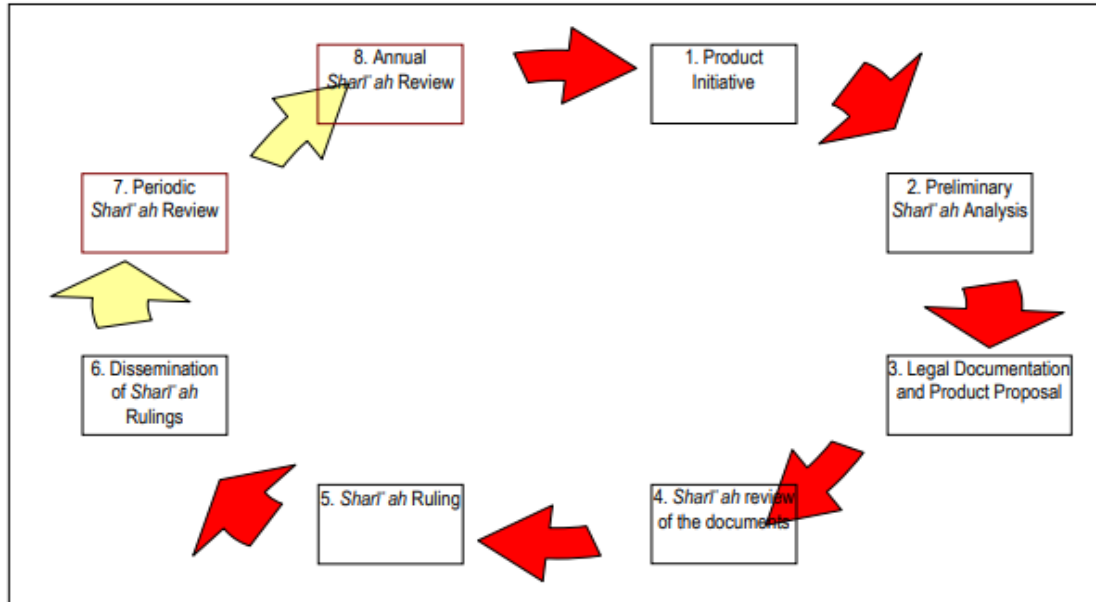 8. Annual
Sharī'ah Review
1. Product
Initiative
7. Periodic
Sharī'ah Review
2. Preliminary
Sharī'ah Analysis
6. Dissemination
of Sharī'ah
Rulings
3. Legal Documentation
and Product Proposal
5. Sharī'ah Ruling
4. Sharī'ah review
of the documents